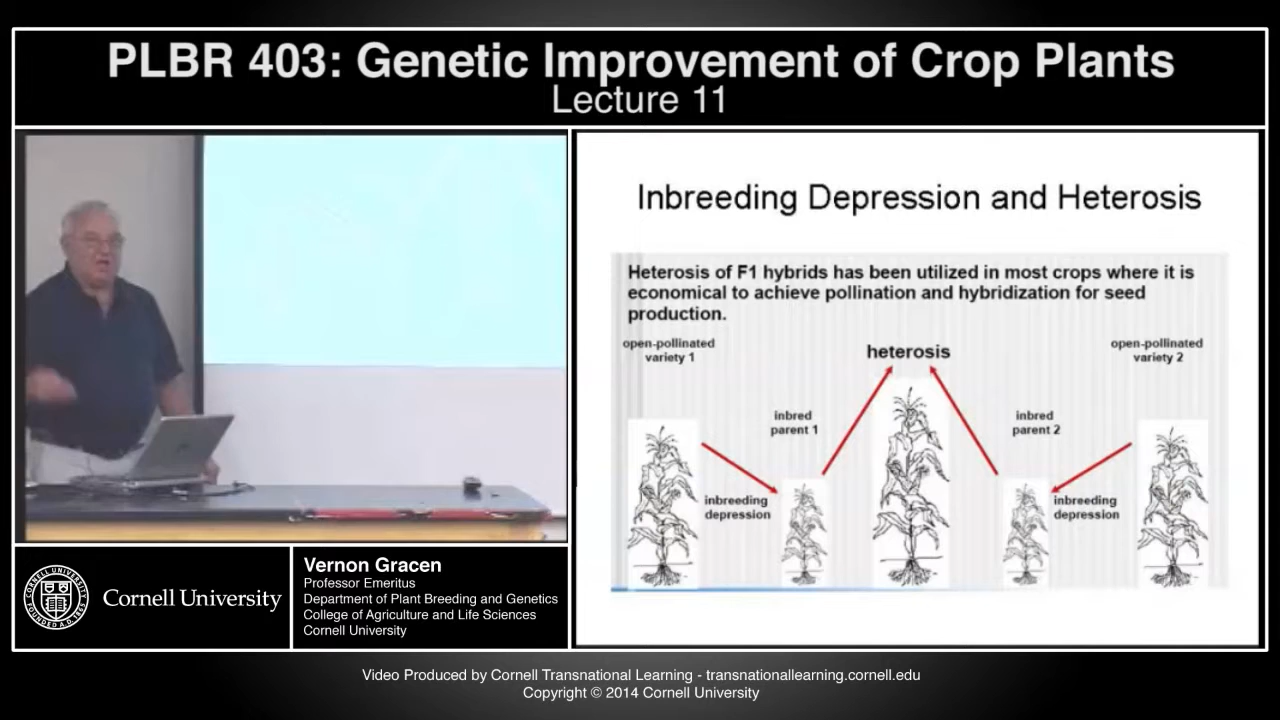 PLBR 403: Genetic Improvement of Crop Plants
Lecture 11
Inbreeding Depression and Heterosis
Heterosis of F1 hybrids has been utilized in most crops where it is
economical to achieve pollination and hybridization for seed
production.
open-pollinated
variety 1
heterosis
open-pollinated
variety 2
inbred
parent 1
inbred
parent 2
inbreeding
depression
inbreeding
depression
Cornell University
Vernon Gracen
Professor Emeritus
Department of Plant Breeding and Genetics
College of Agriculture and Life Sciences
Cornell University
Video Produced by Cornell Transnational Learning - transnationallearning.cornell.edu
Copyright © 2014 Cornell University